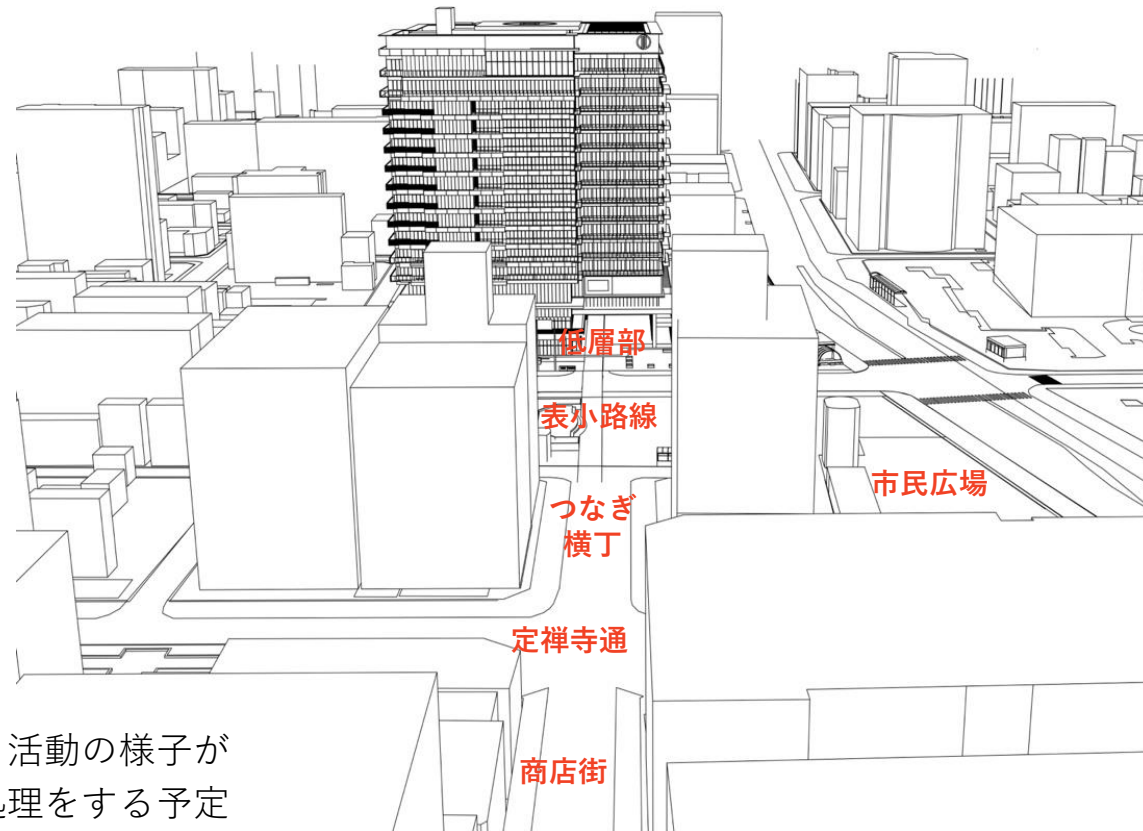 低層部
表小路線
市民広場
つなぎ
横丁
定禅寺通
商店街
活動の様子が
処理をする予定